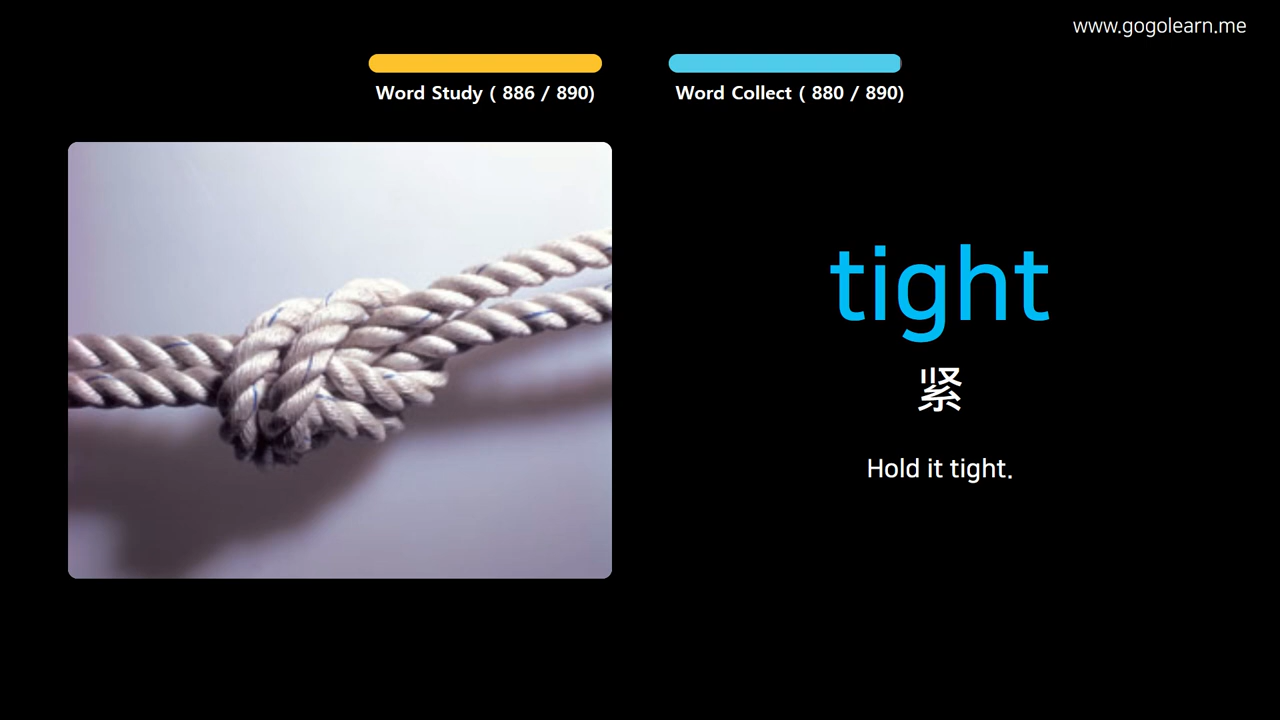 www.gogolearn.me
Word Study ( 886 / 890)
Word Collect ( 880 / 890)
tight
紧
Hold it tight.